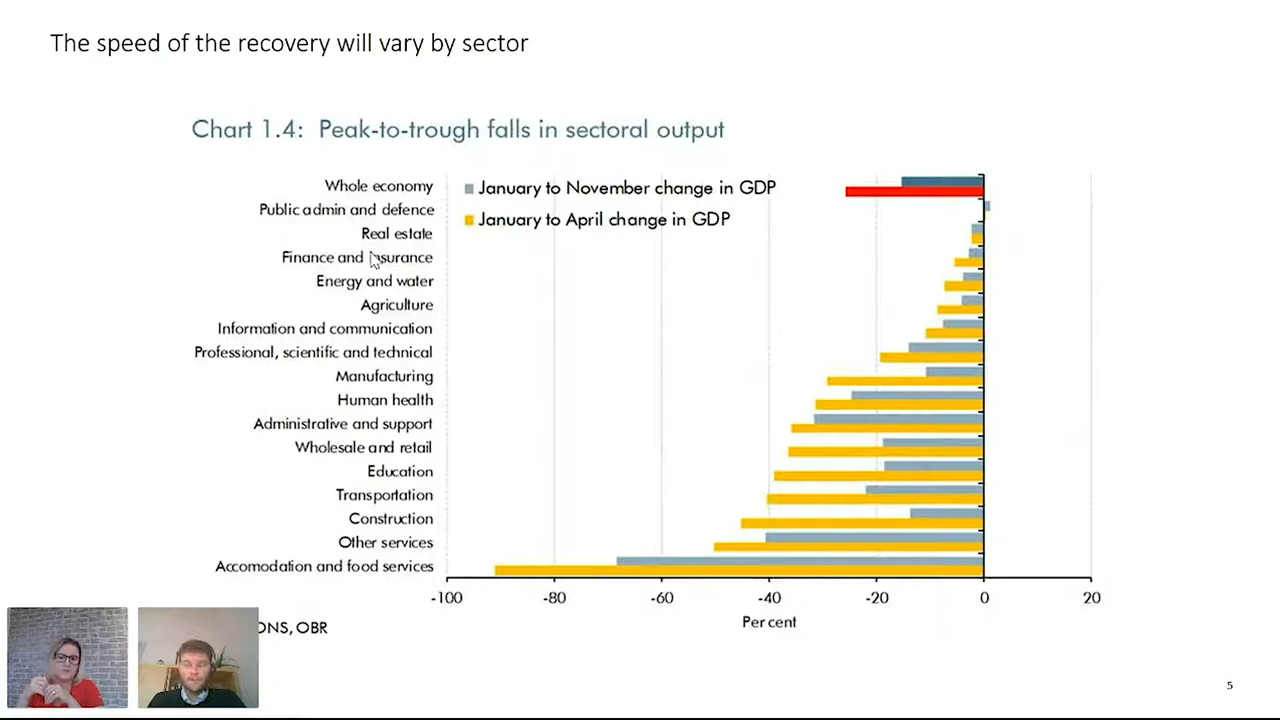 The speed of the recovery will vary by sector
Chart 1.4: Peak-to-trough falls in sectoral output
Whole economy
Public admin and defence
Real estate
Finance and insurance
Energy and water
Agriculture
Information and communication
Professional, scientific and technical
Manufacturing
Human health
Administrative and support
Wholesale and retail
Education
Transportation
Construction
Other services
Accomodation and food services
January to November change in GDP
January to April change in GDP
-100 -80 -60 -40 -20 0 20
Per cent
ONS, OBR
5